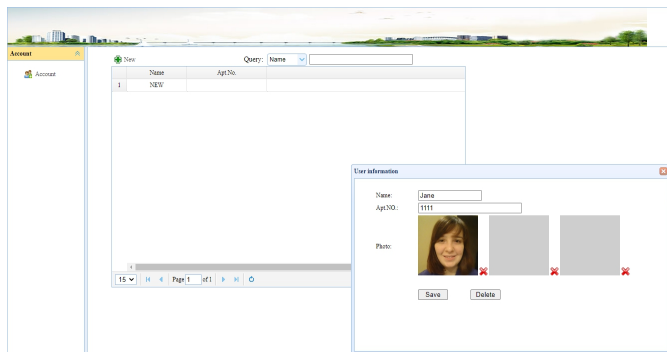 Account
Account
New Query: Name
Name Apt.No.
1 NEW
15 Page 1 of 1
User information
Name: Jane
Apt.NO.: 1111
Photo:
Save Delete